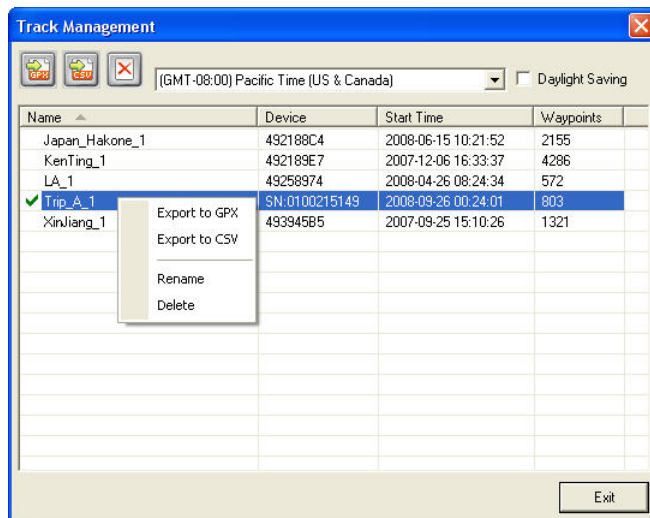 Track Management
GPX CSV (GMT-08:00) Pacific Time (US & Canada) Daylight Saving
Name Device Start Time Waypoints
Japan_Hakone_1 492188C4 2008-06-15 10:21:52 2155
KenTing_1 492189E7 2007-12-06 16:33:37 4286
LA_1 49258974 2008-04-26 08:24:34 572
Trip_A_1 SN:0100215149 2008-09-26 00:24:01 803
XinJiang_1 493945B5 2007-09-25 15:10:26 1321
Export to GPX
Export to CSV
Rename
Delete
Exit